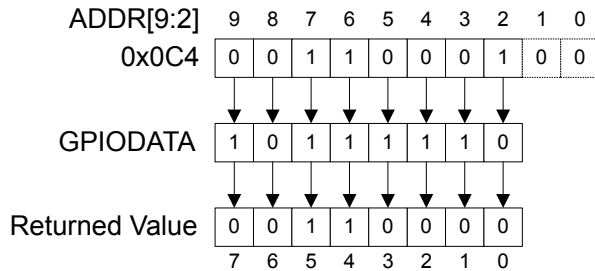 ADDR[9:2] 9 8 7 6 5 4 3 2 1 0
0x0C4 0 0 1 1 0 0 0 1 0 0
GPIODATA 1 0 1 1 1 1 1 0
Returned Value 0 0 1 1 0 0 0 0
7 6 5 4 3 2 1 0